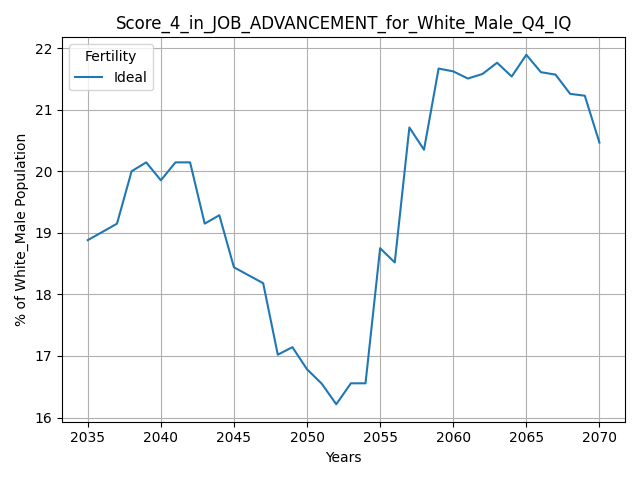 Score_4_in_JOB_ADVANCEMENT_for_White_Male_Q4_IQ
Fertility
Ideal
% of White_Male Population
22
21
20
19
18
17
16
2035 2040 2045 2050 2055 2060 2065 2070
Years